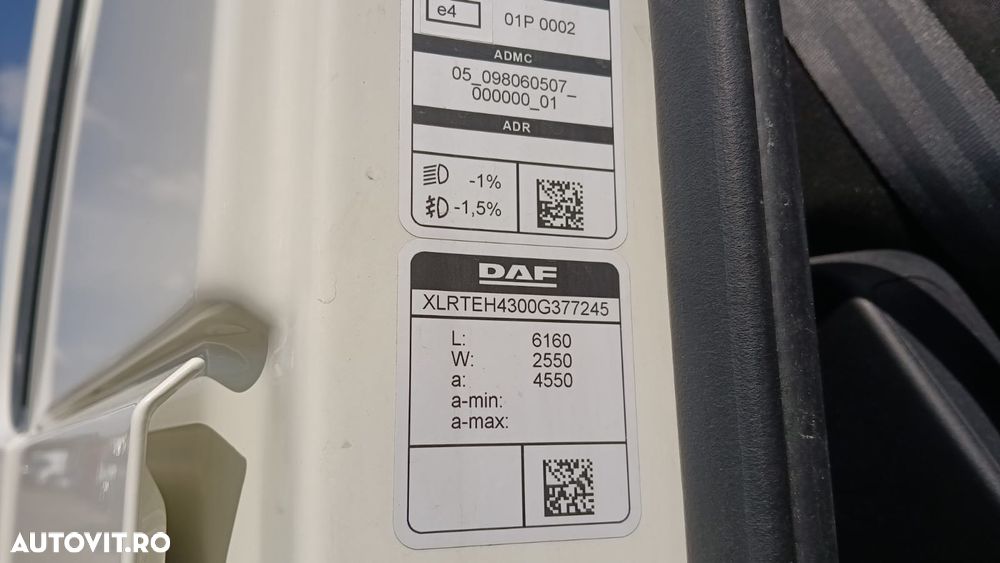 e4
01P 0002
ADMC
05_098060507_
000000_01
ADR
-1%
-1,5%
DAF
XLRTEH4300G377245
L: 6160
W: 2550
a: 4550
a-min:
a-max:
AUTOVIT.RO